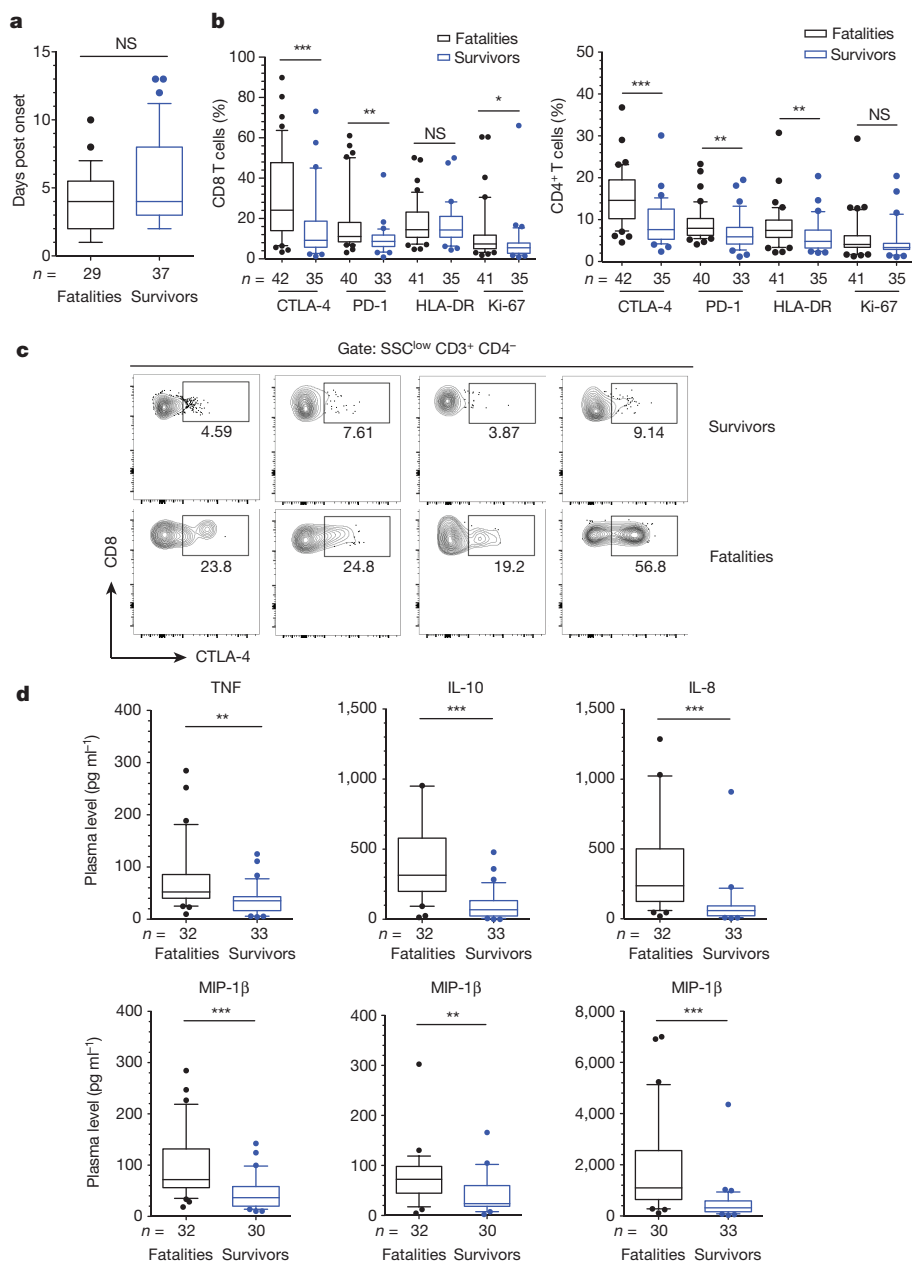 a
NS
Days post onset
15
10
5
0
n = 29 37
Fatalities Survivors
b
Fatalities
Survivors
CD8 T cells (%)
100
80
60
40
20
0
*** ** NS *
n = 42 35 40 33 41 35 41 35
CTLA-4 PD-1 HLA-DR Ki-67
Fatalities
Survivors
CD4⁺ T cells (%)
50
40
30
20
10
0
*** ** ** NS
n = 42 35 40 33 41 35 41 35
CTLA-4 PD-1 HLA-DR Ki-67
c
Gate: SSCˡᵒʷ CD3⁺ CD4⁻
4.59 7.61 3.87 9.14
Survivors
23.8 24.8 19.2 56.8
Fatalities
CD8
CTLA-4
d
TNF
Plasma level (pg ml⁻¹)
400
300
200
100
0
**
n = 32 33
Fatalities Survivors
IL-10
1,500
1,000
500
0
***
n = 32 33
Fatalities Survivors
IL-8
1,500
1,000
500
0
***
n = 32 33
Fatalities Survivors
MIP-1β
Plasma level (pg ml⁻¹)
400
300
200
100
0
***
n = 32 30
Fatalities Survivors
MIP-1β
400
300
200
100
0
**
n = 32 30
Fatalities Survivors
MIP-1β
8,000
6,000
4,000
2,000
0
***
n = 30 33
Fatalities Survivors